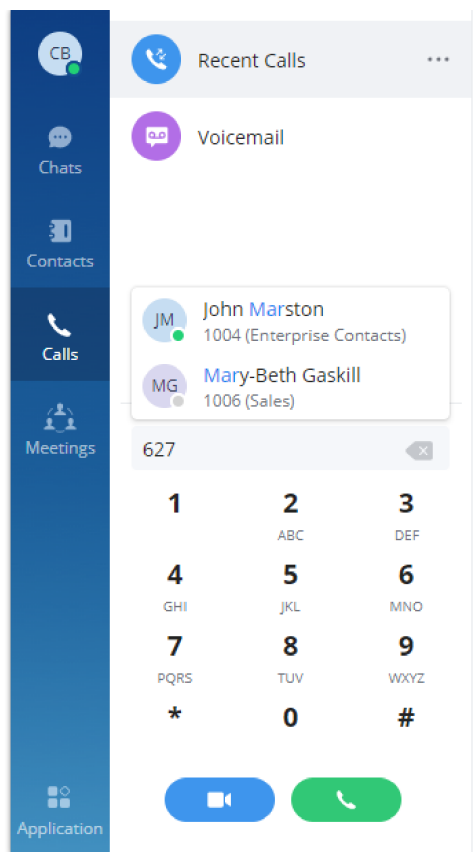 CB
Recent Calls
Voicemail
Chats
Contacts
Calls
Meetings
Application
JM
John Marston
1004 (Enterprise Contacts)
MG
Mary-Beth Gaskill
1006 (Sales)
627
1 2 3
ABC DEF
4 5 6
GHI JKL MNO
7 8 9
PQRS TUV WXYZ
* 0 #